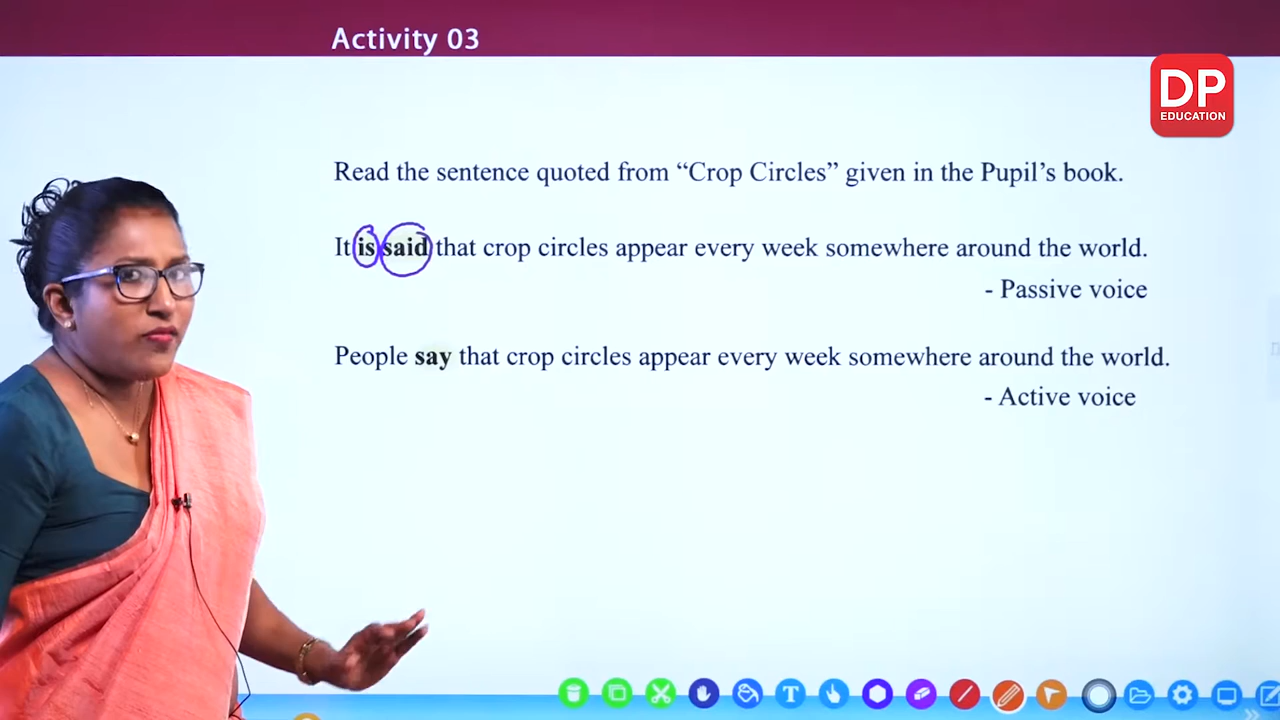 Activity 03
DP
EDUCATION
Read the sentence quoted from “Crop Circles” given in the Pupil’s book.
It is said that crop circles appear every week somewhere around the world.
- Passive voice
People say that crop circles appear every week somewhere around the world.
- Active voice
T